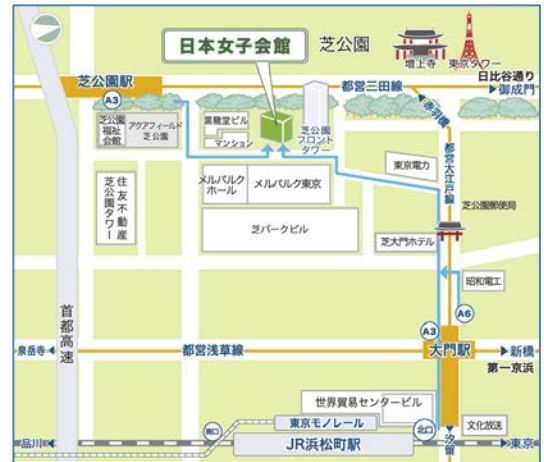 日本女子会館
芝公園
増上寺
東京タワー
日比谷通り
御成門
芝公園駅
都営三田線
A3
赤羽橋
芝公園
福祉
会館
アクアフィールド
芝公園
黒龍堂ビル
マンション
芝公園
フロント
タワー
都営大江戸線
東京電力
住友不動産
芝公園タワー
メルパルク
ホール
メルパルク東京
芝公園郵便局
芝パークビル
芝大門ホテル
昭和電工
首都高速
A6
A3
泉岳寺
都営浅草線
大門駅
新橋
第一京浜
世界貿易センタービル
東京モノレール
南口
北口
汐留
文化放送
品川
JR浜松町駅
東京